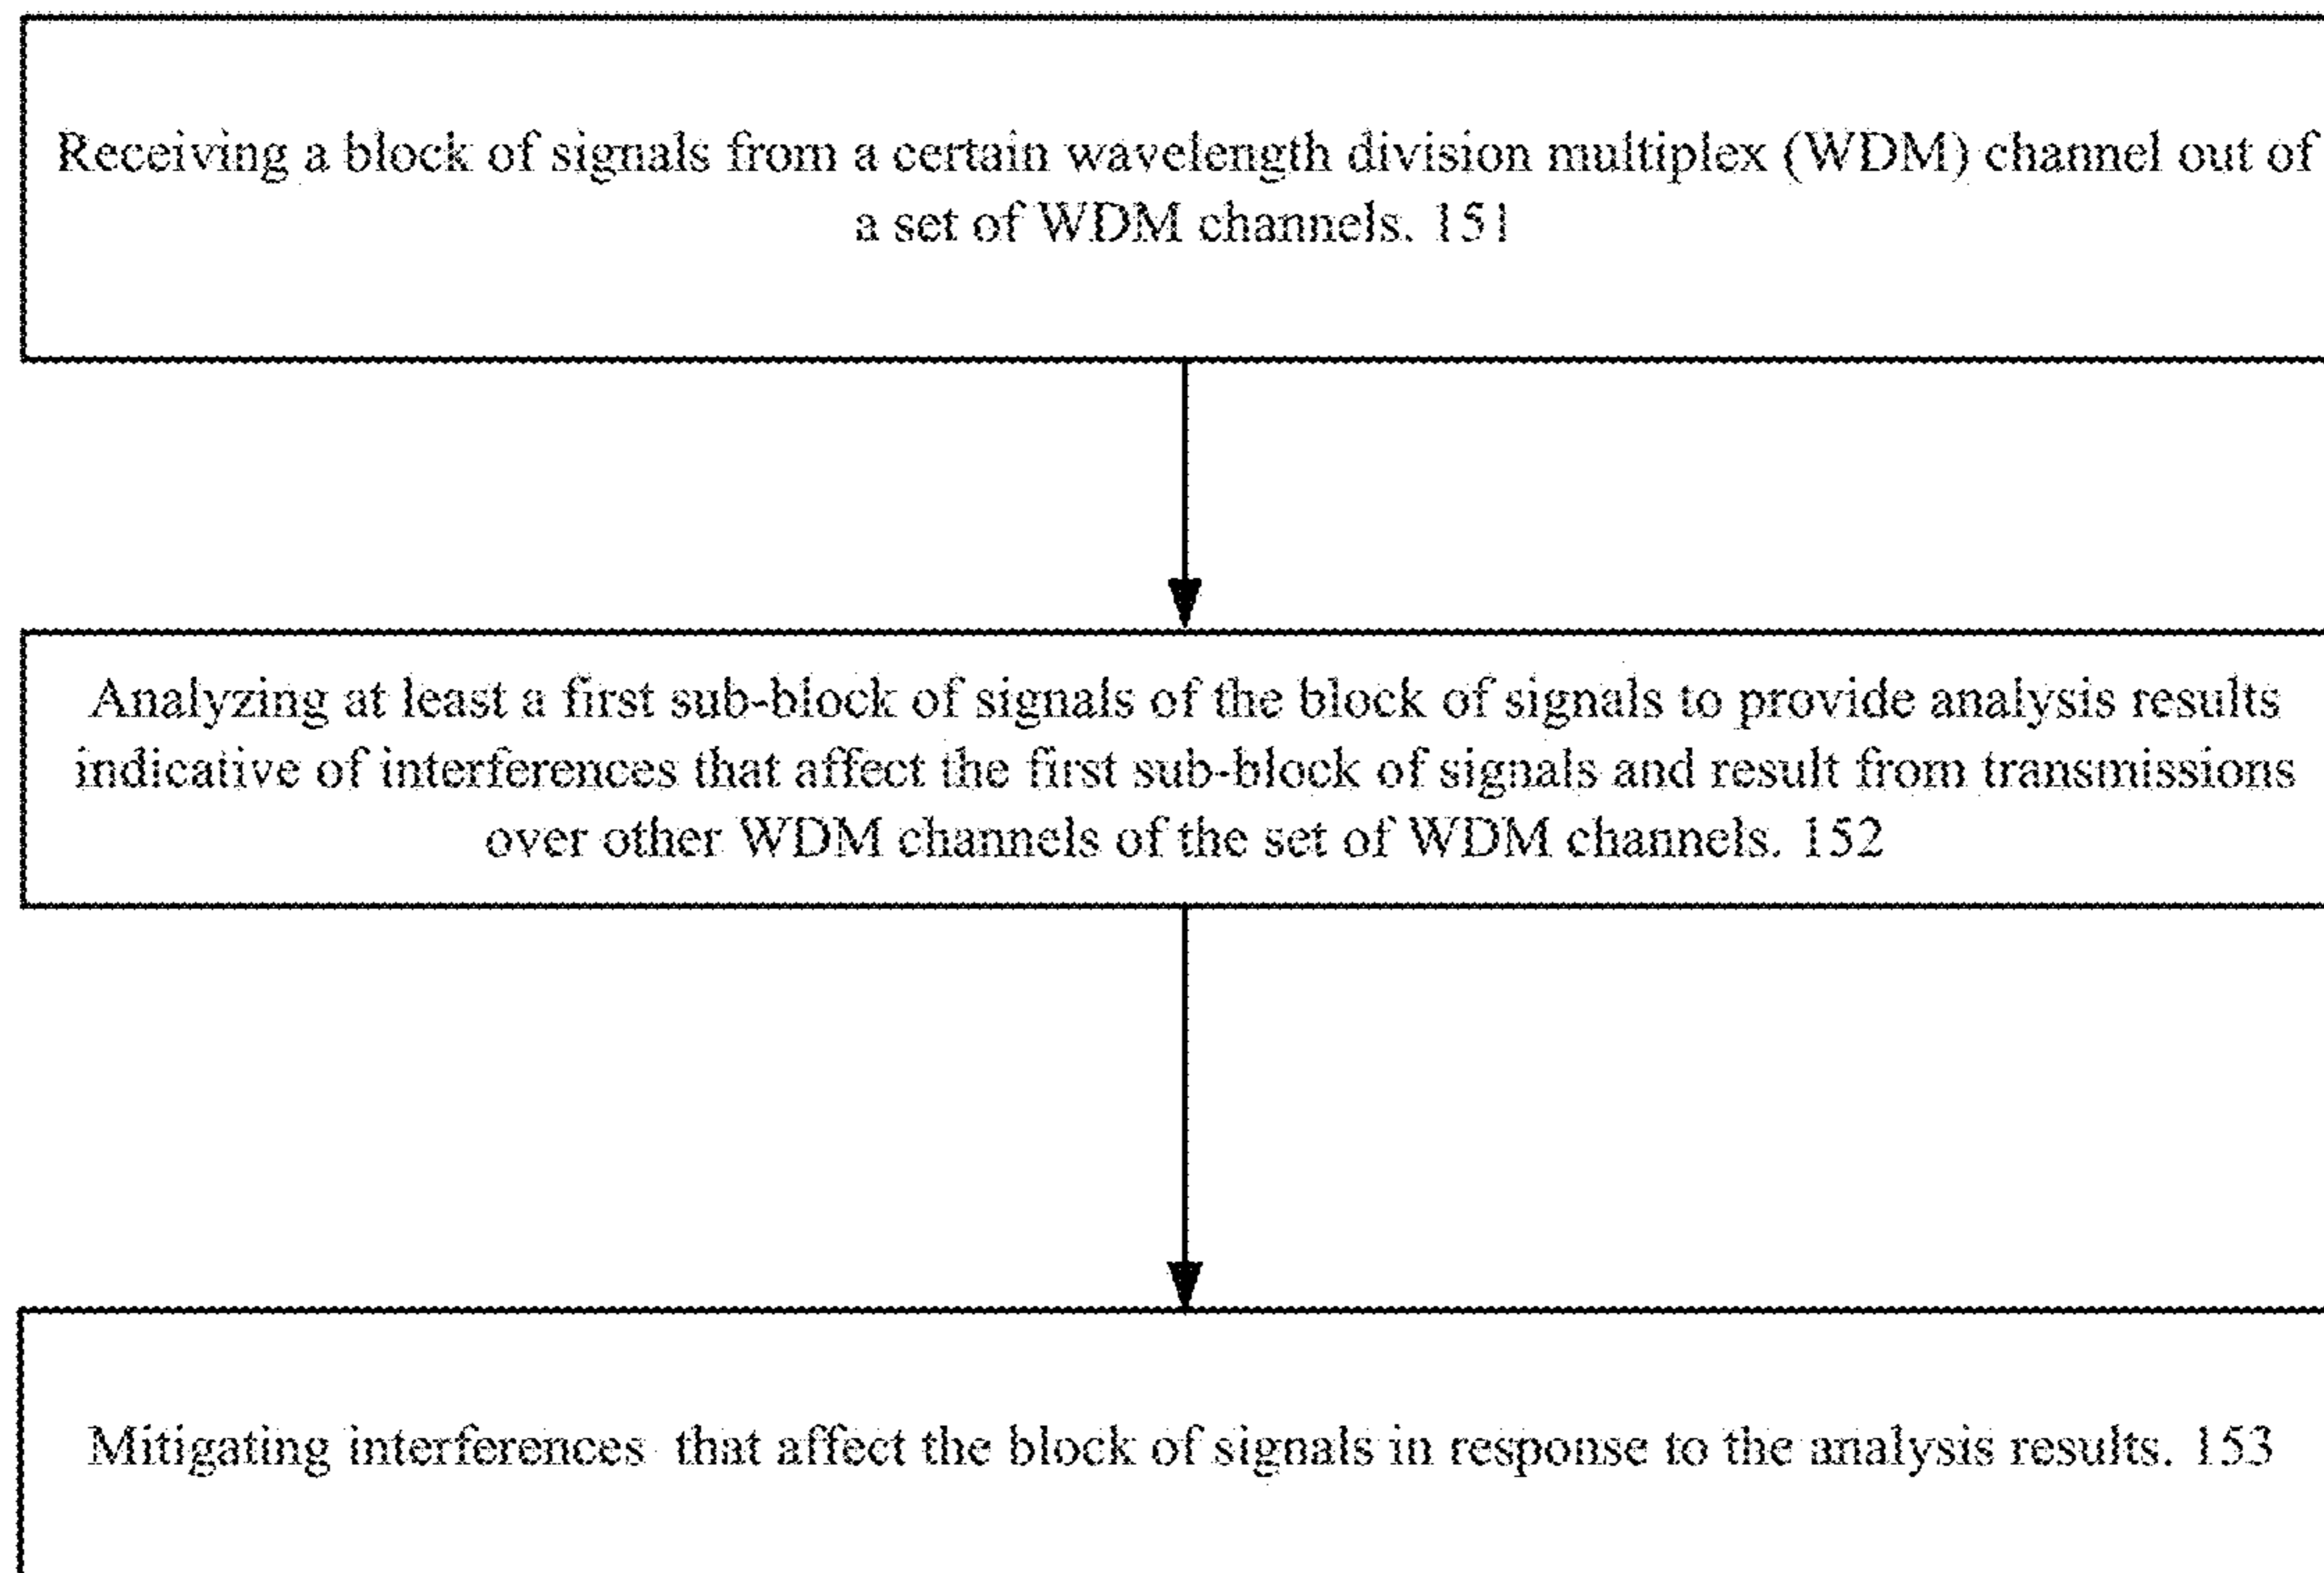 Receiving a block of signals from a certain wavelength division multiplex (WDM) channel out of
a set of WDM channels. 151
Analyzing at least a first sub-block of signals of the block of signals to provide analysis results
indicative of interferences that affect the first sub-block of signals and result from transmissions
over other WDM channels of the set of WDM channels. 152
Mitigating interferences that affect the block of signals in response to the analysis results. 153